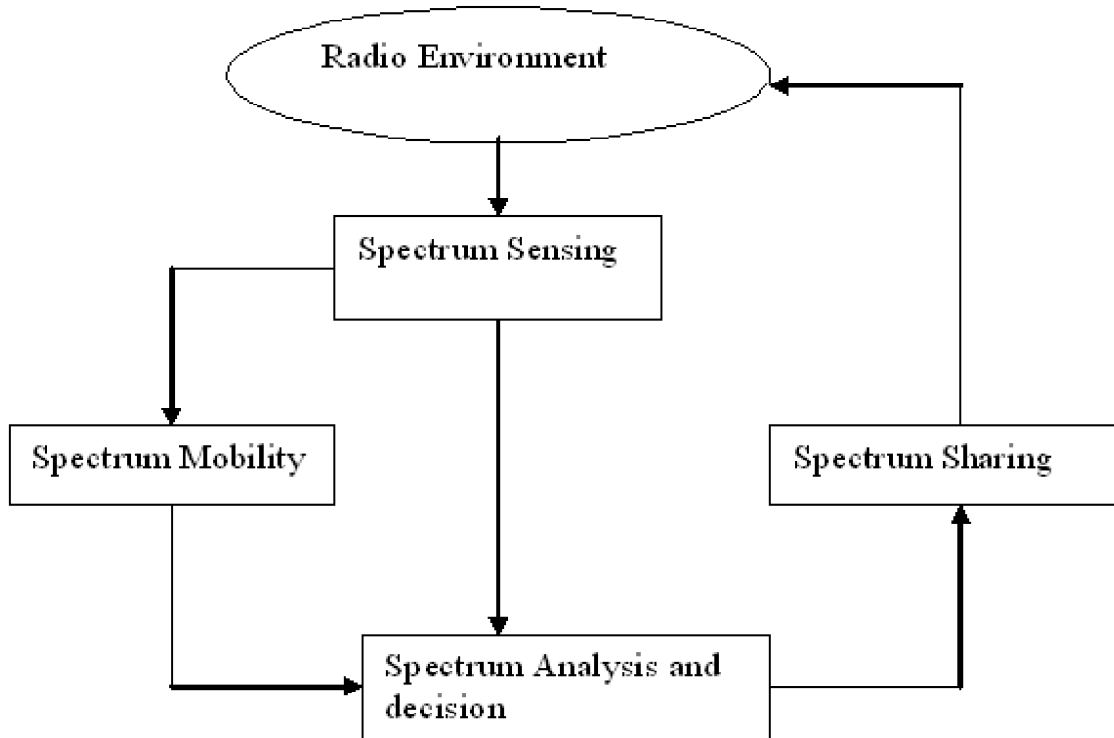 Radio Environment
Spectrum Sensing
Spectrum Mobility
Spectrum Sharing
Spectrum Analysis and
decision